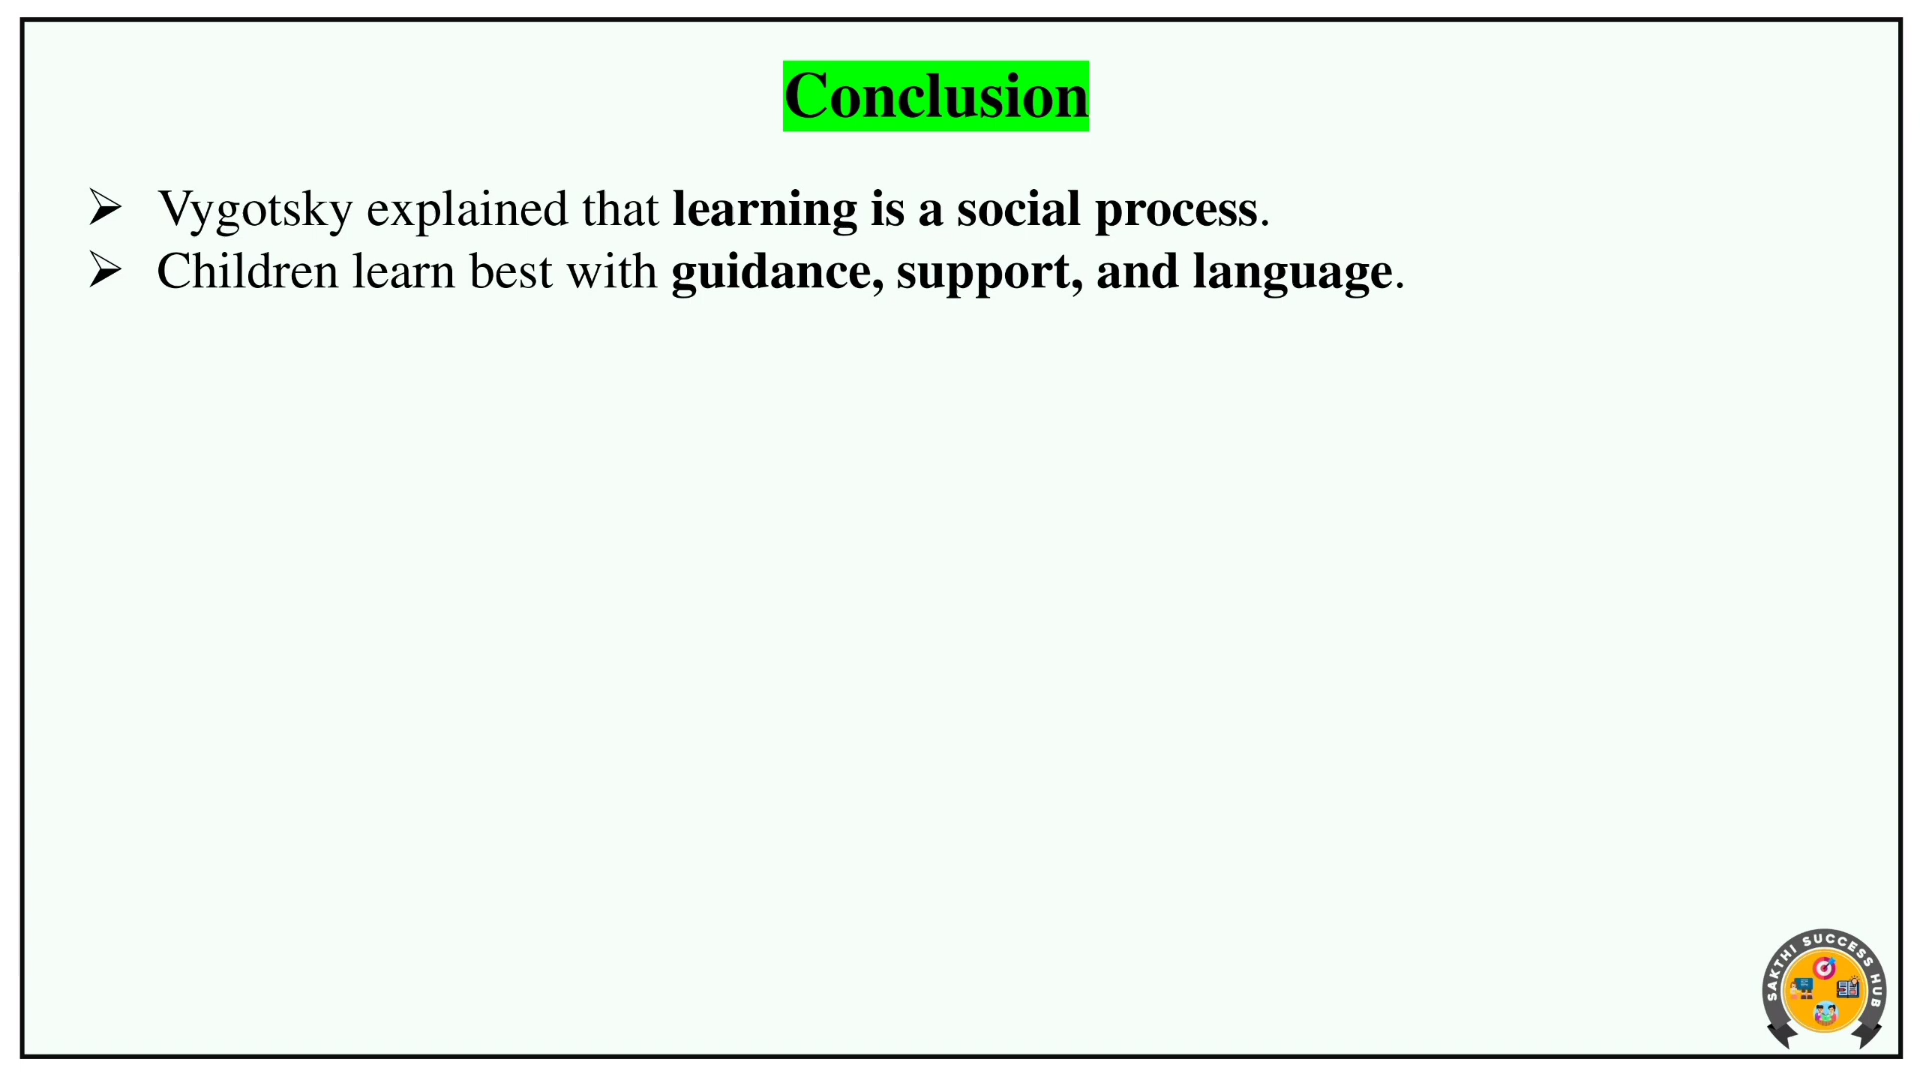 Conclusion
➢ Vygotsky explained that learning is a social process.
➢ Children learn best with guidance, support, and language.
SAKTHI SUCCESS HUB